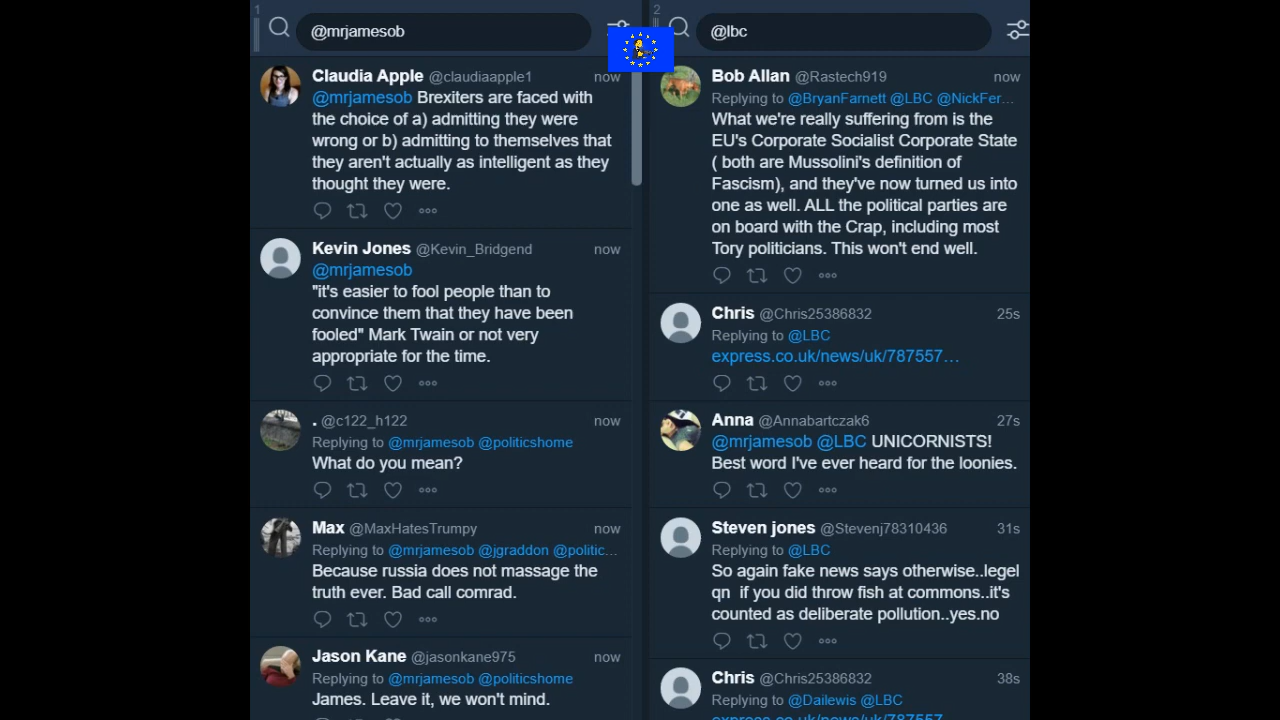 1
@mrjamesob
Claudia Apple @claudiaapple1 now
@mrjamesob Brexiters are faced with
the choice of a) admitting they were
wrong or b) admitting to themselves that
they aren't actually as intelligent as they
thought they were.
Kevin Jones @Kevin_Bridgend now
@mrjamesob
"it's easier to fool people than to
convince them that they have been
fooled" Mark Twain or not very
appropriate for the time.
. @c122_h122 now
Replying to @mrjamesob @politicshome
What do you mean?
Max @MaxHatesTrumpy now
Replying to @mrjamesob @jgraddon @politic...
Because russia does not massage the
truth ever. Bad call comrad.
Jason Kane @jasonkane975 now
Replying to @mrjamesob @politicshome
James. Leave it, we won't mind.
2
@lbc
Bob Allan @Rastech919 now
Replying to @BryanFarnett @LBC @NickFer...
What we're really suffering from is the
EU's Corporate Socialist Corporate State
( both are Mussolini's definition of
Fascism), and they've now turned us into
one as well. ALL the political parties are
on board with the Crap, including most
Tory politicians. This won't end well.
Chris @Chris25386832 25s
Replying to @LBC
express.co.uk/news/uk/787557…
Anna @Annabartczak6 27s
@mrjamesob @LBC UNICORNISTS!
Best word I've ever heard for the loonies.
Steven jones @Stevenj78310436 31s
Replying to @LBC
So again fake news says otherwise..legel
qn  if you did throw fish at commons..it's
counted as deliberate pollution..yes.no
Chris @Chris25386832 38s
Replying to @Dailewis @LBC
express.co.uk/news/uk/787557…